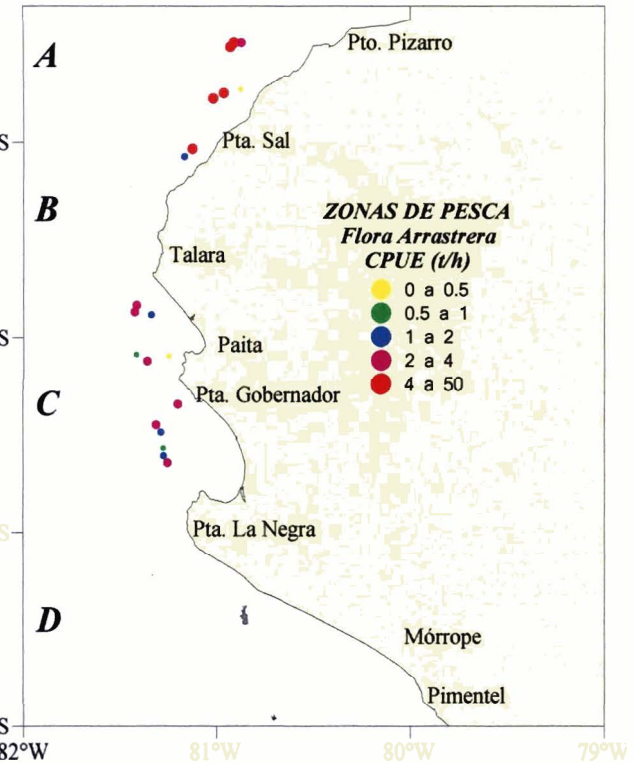 A
Pto. Pizarro
S
Pta. Sal
B
ZONAS DE PESCA
Flora Arrastrera
CPUE (t/h)
Talara
0 a 0.5
0.5 a 1
1 a 2
2 a 4
4 a 50
S
Paita
C
Pta. Gobernador
S
Pta. La Negra
D
Mórrope
Pimentel
S
82°W
81°W
80°W
79°W